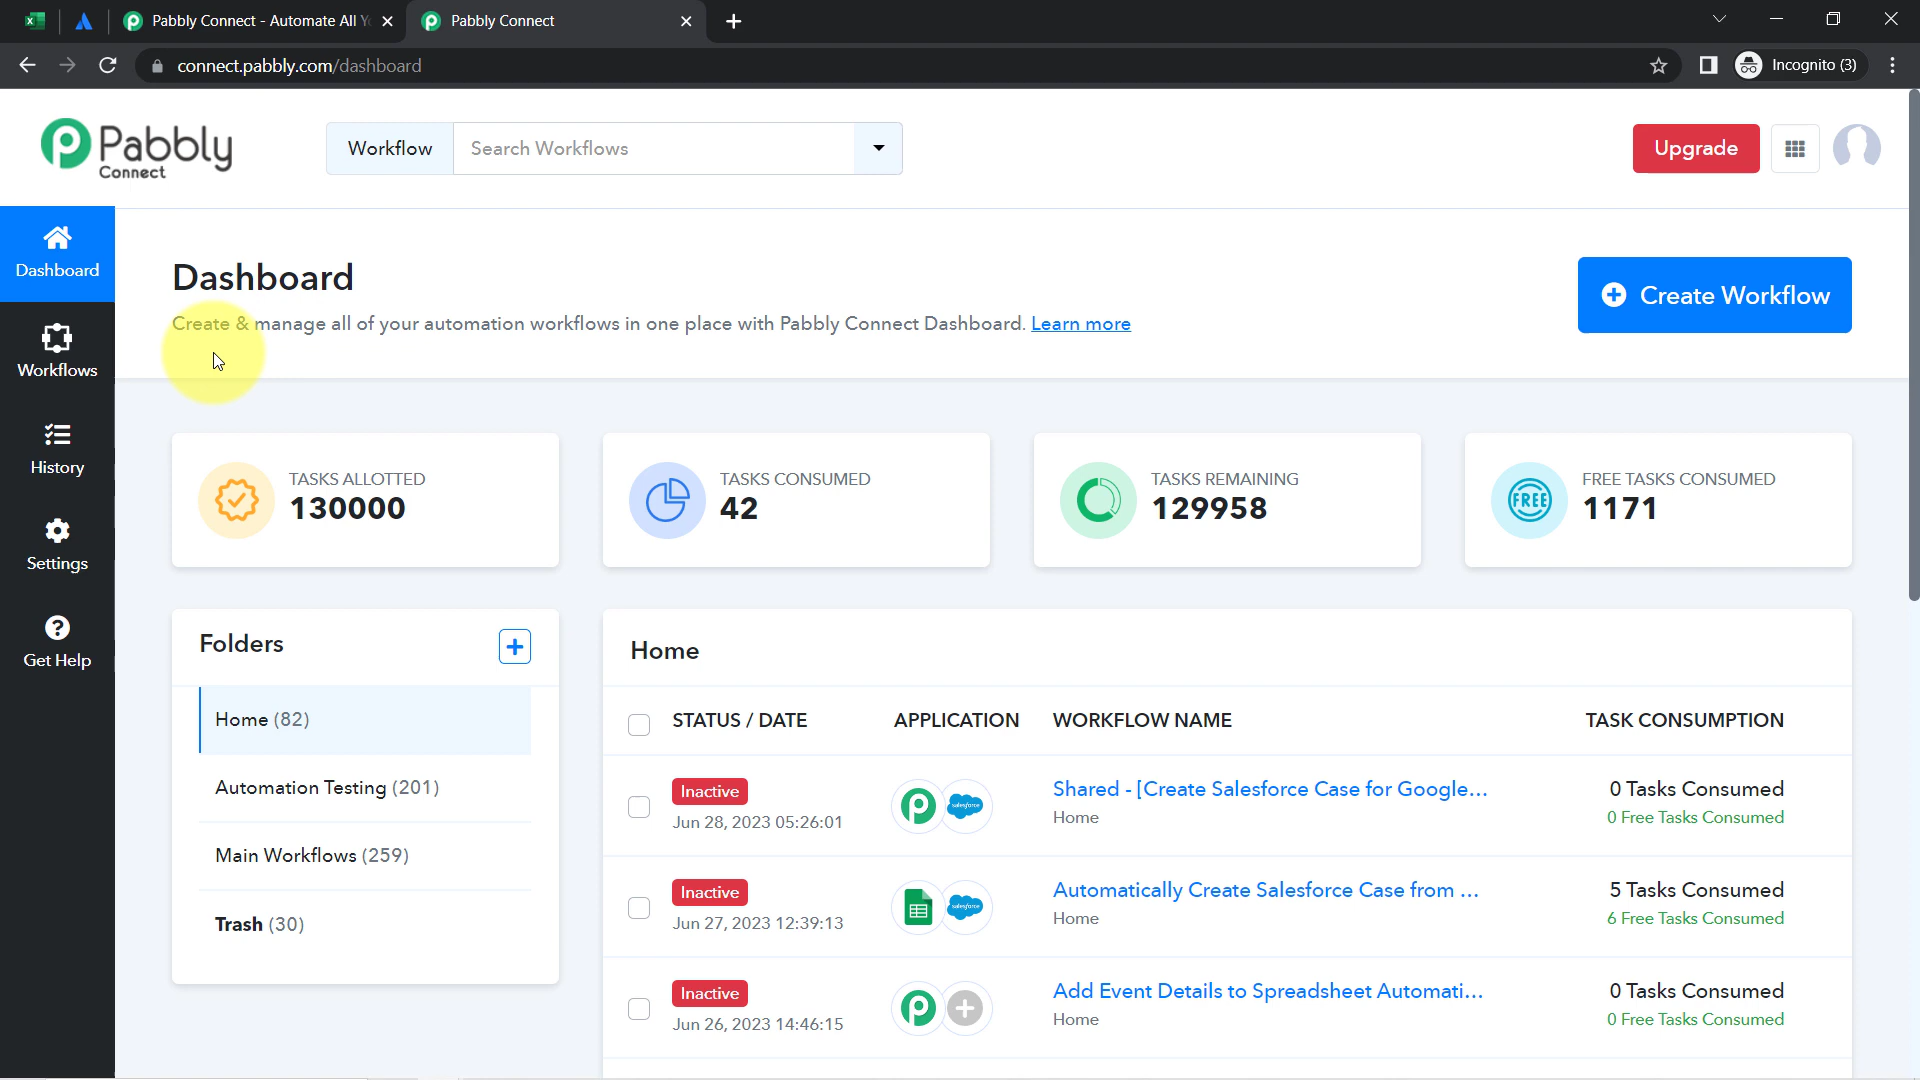 Pabbly Connect - Automate All Y
Pabbly Connect
connect.pabbly.com/dashboard
Incognito (3)
Pabbly
Connect
Workflow
Search Workflows
Upgrade
Dashboard
Workflows
History
Settings
Get Help
Dashboard
Create & manage all of your automation workflows in one place with Pabbly Connect Dashboard. Learn more
Create Workflow
TASKS ALLOTTED
130000
TASKS CONSUMED
42
TASKS REMAINING
129958
FREE
FREE TASKS CONSUMED
1171
Folders
Home (82)
Automation Testing (201)
Main Workflows (259)
Trash (30)
Home
STATUS / DATE APPLICATION WORKFLOW NAME TASK CONSUMPTION
Inactive
Jun 28, 2023 05:26:01
salesforce
Shared - [Create Salesforce Case for Google...
Home
0 Tasks Consumed
0 Free Tasks Consumed
Inactive
Jun 27, 2023 12:39:13
salesforce
Automatically Create Salesforce Case from ...
Home
5 Tasks Consumed
6 Free Tasks Consumed
Inactive
Jun 26, 2023 14:46:15
Add Event Details to Spreadsheet Automati...
Home
0 Tasks Consumed
0 Free Tasks Consumed